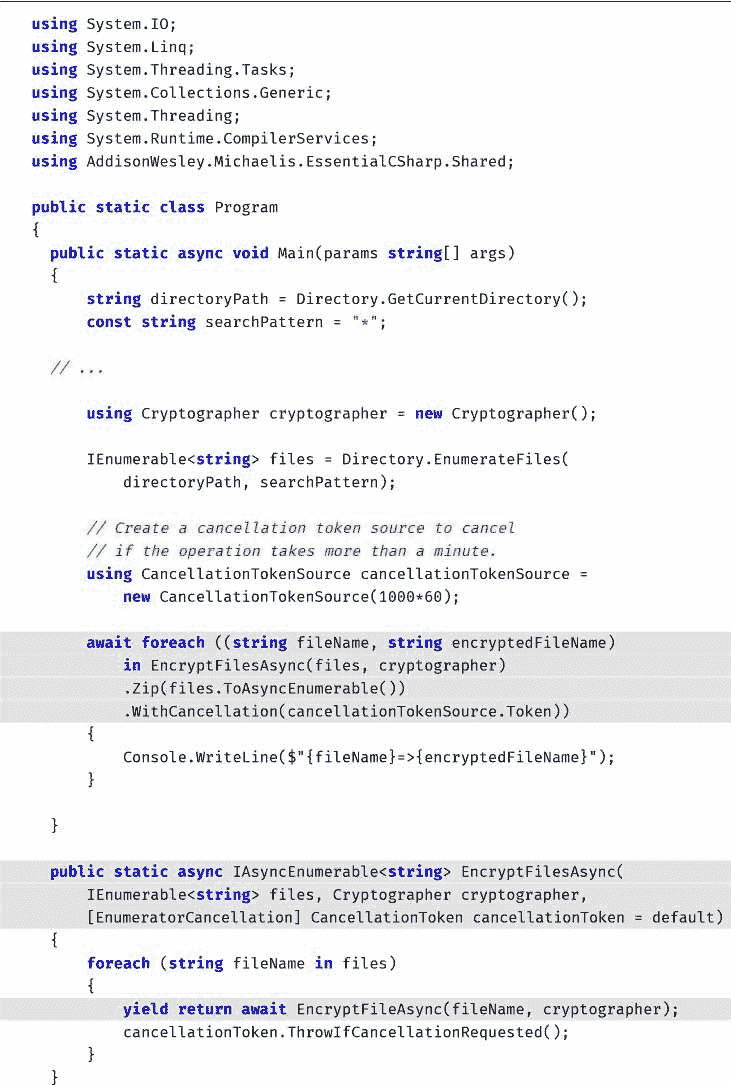 using System.IO;
using System.Linq;
using System.Threading.Tasks;
using System.Collections.Generic;
using System.Threading;
using System.Runtime.CompilerServices;
using AddisonWesley.Michaelis.EssentialCSharp.Shared;

public static class Program
{
  public static async void Main(params string[] args)
  {
      string directoryPath = Directory.GetCurrentDirectory();
      const string searchPattern = "*";

  // ...

      using Cryptographer cryptographer = new Cryptographer();

      IEnumerable<string> files = Directory.EnumerateFiles(
          directoryPath, searchPattern);

      // Create a cancellation token source to cancel
      // if the operation takes more than a minute.
      using CancellationTokenSource cancellationTokenSource =
          new CancellationTokenSource(1000*60);

      await foreach ((string fileName, string encryptedFileName)
          in EncryptFilesAsync(files, cryptographer)
          .Zip(files.ToAsyncEnumerable())
          .WithCancellation(cancellationTokenSource.Token))
      {
          Console.WriteLine($"{fileName}=>{encryptedFileName}");
      }

  }

  public static async IAsyncEnumerable<string> EncryptFilesAsync(
      IEnumerable<string> files, Cryptographer cryptographer,
      [EnumeratorCancellation] CancellationToken cancellationToken = default)
  {
      foreach (string fileName in files)
      {
          yield return await EncryptFileAsync(fileName, cryptographer);
          cancellationToken.ThrowIfCancellationRequested();
      }
  }